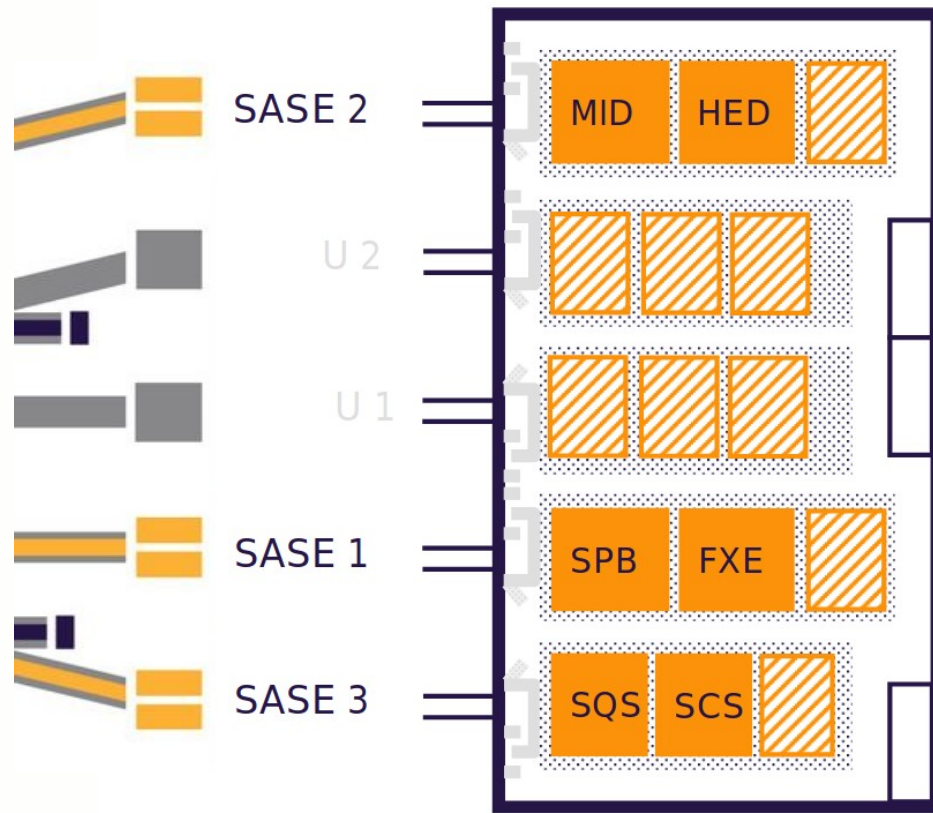 SASE 2 MID HED
U 2
U 1
SASE 1 SPB FXE
SASE 3 SQS SCS